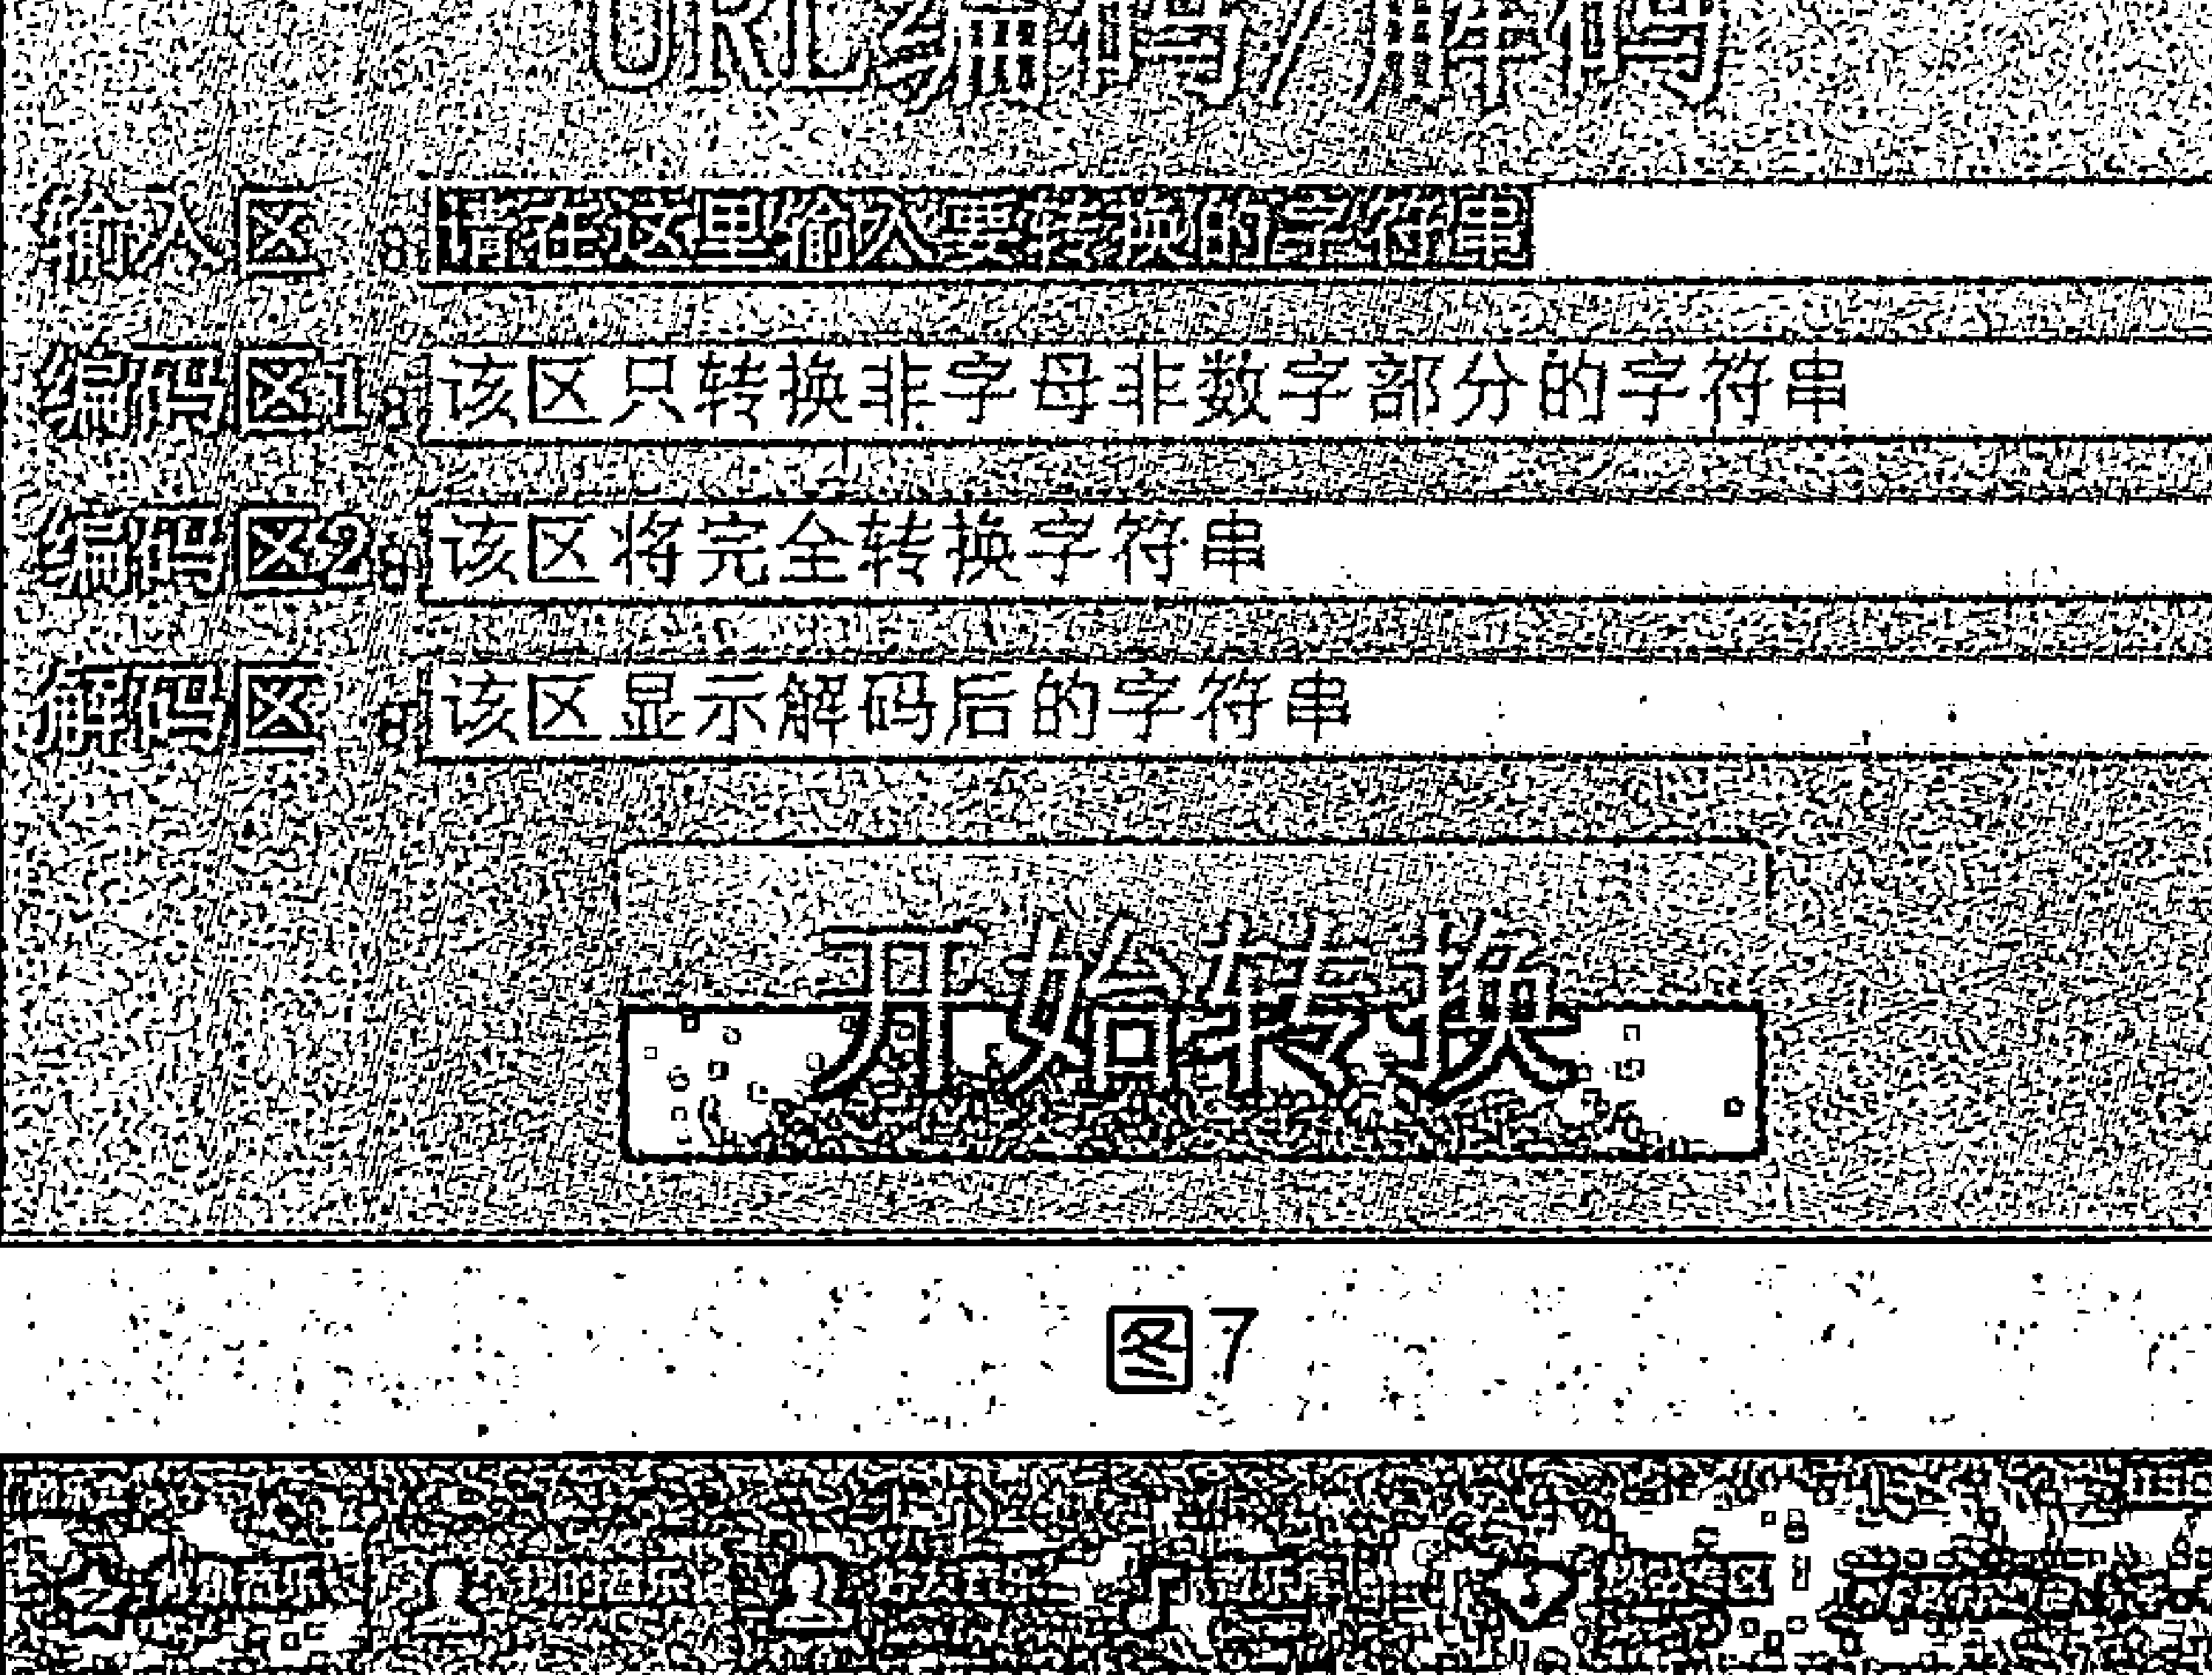 URL编码/解码
输入区：请在这里输入要转换的字符串
编码区1：该区只转换非字母非数字部分的字符串
编码区2：该区将完全转换字符串
解码区：该区显示解码后的字符串
开始转换
图7
我的音乐